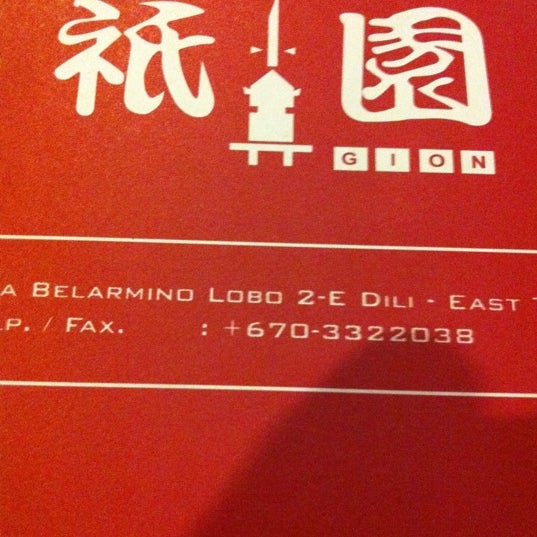 祇園
GION
A BELARMINO LOBO 2-E DILI - EAST
P. / FAX. : +670-3322038